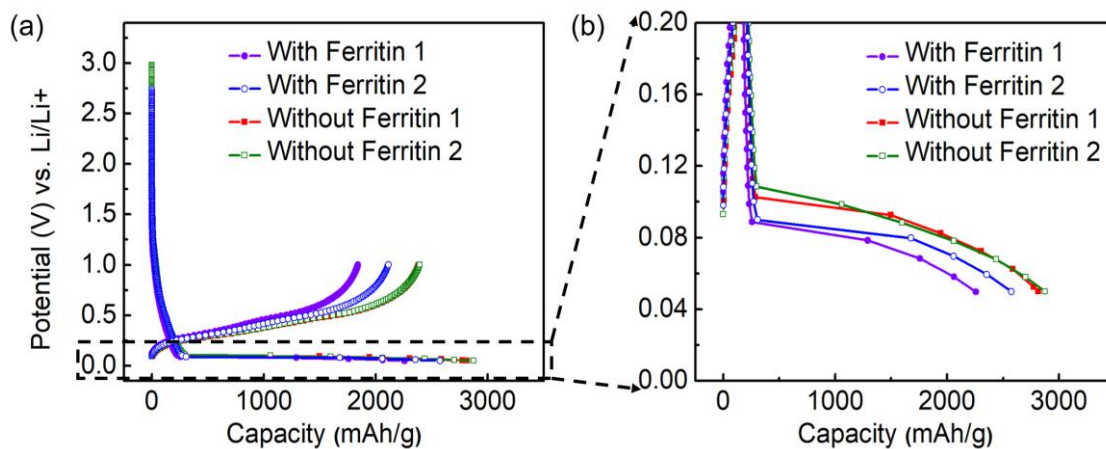 (a)
With Ferritin 1
With Ferritin 2
Without Ferritin 1
Without Ferritin 2
3.0
2.5
2.0
1.5
1.0
0.5
0.0
Potential (V) vs. Li/Li+
0
1000
2000
3000
Capacity (mAh/g)
(b)
With Ferritin 1
With Ferritin 2
Without Ferritin 1
Without Ferritin 2
0.20
0.16
0.12
0.08
0.04
0.00
0
1000
2000
3000
Capacity (mAh/g)